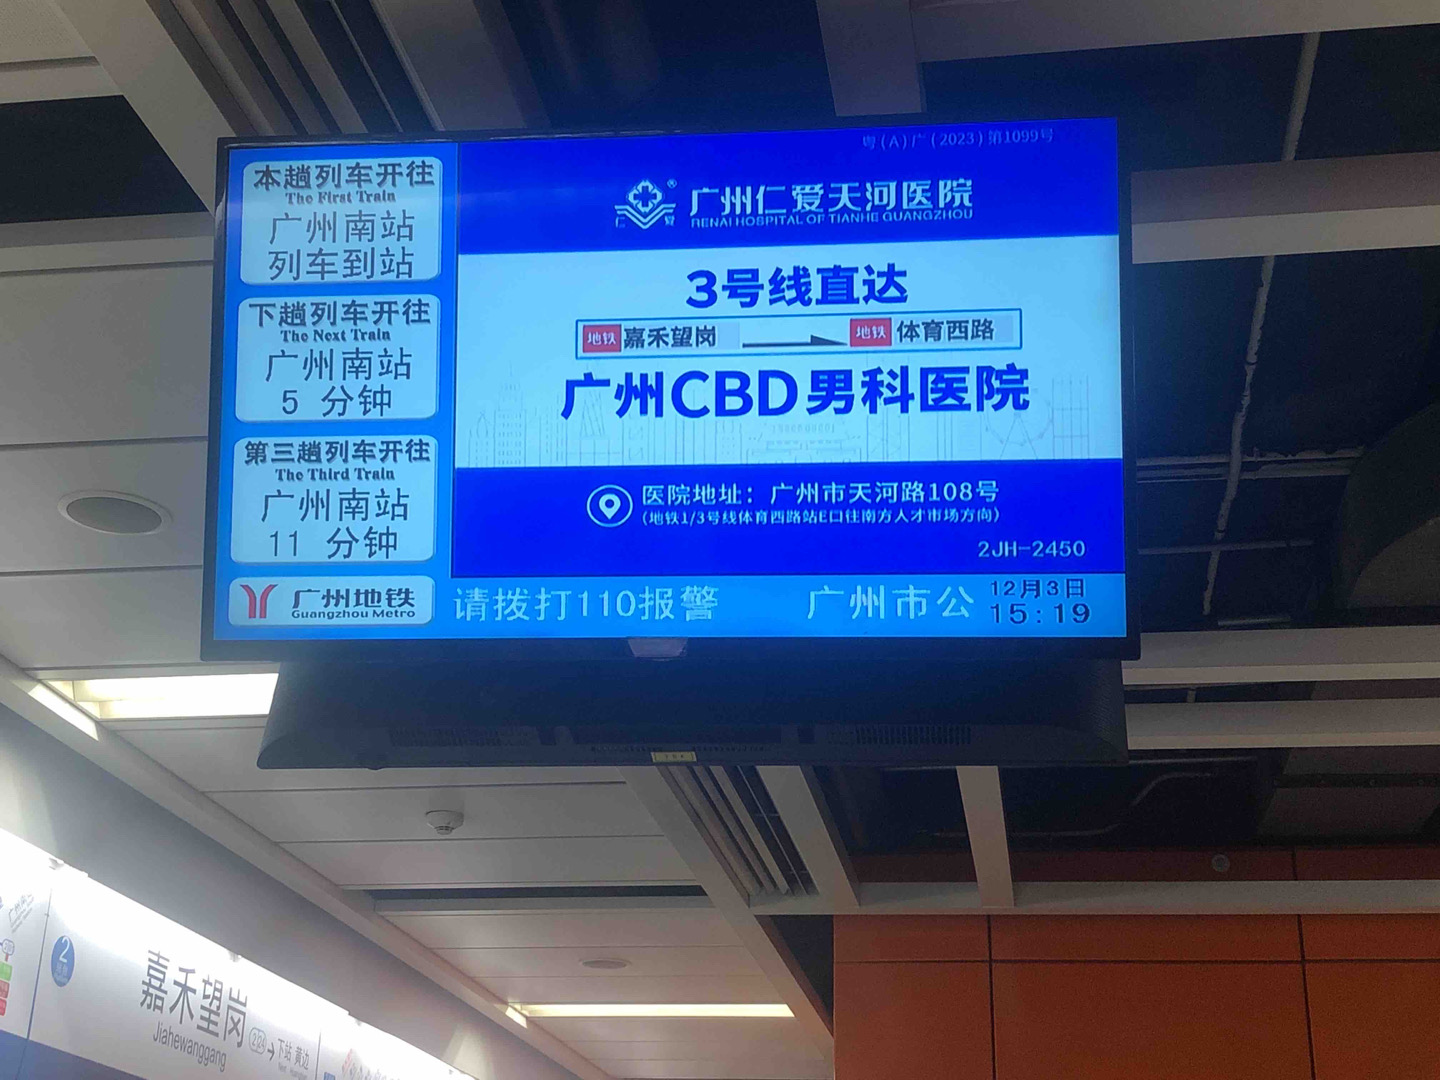 本趟列车开往
The First Train
广州南站
列车到站
下趟列车开往
The Next Train
广州南站
5 分钟
第三趟列车开往
The Third Train
广州南站
11 分钟
广州地铁
Guangzhou Metro
粤(A)广(2023)第1099号
仁爱
®
广州仁爱天河医院
RENAI HOSPITAL OF TIANHE GUANGZHOU
3号线直达
地铁 嘉禾望岗 地铁 体育西路
广州CBD男科医院
医院地址：广州市天河路108号
(地铁1/3号线体育西路站E口往南方人才市场方向)
2JH-2450
请拨打110报警 广州市公
12月3日
15:19
2
嘉禾望岗
Jiahewanggang
224
下站 黄边